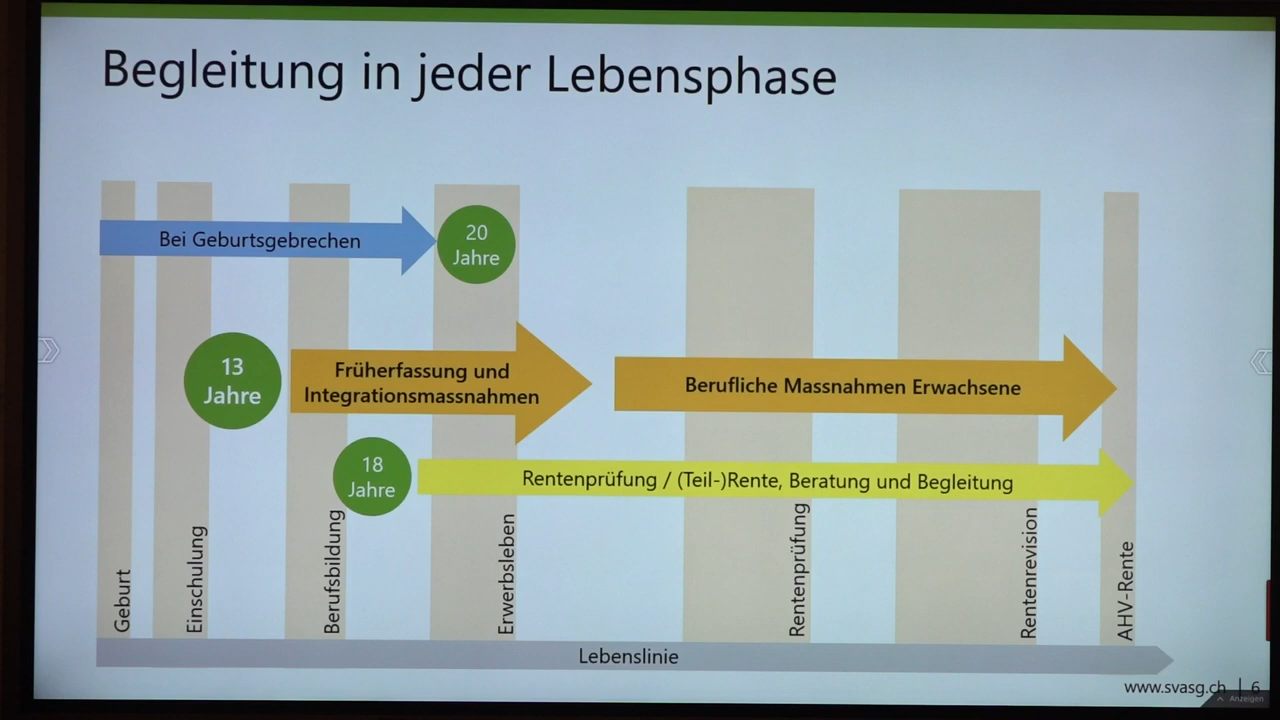 Begleitung in jeder Lebensphase
Bei Geburtsgebrechen
20
Jahre
13
Jahre
Früherfassung und
Integrationsmassnahmen
Berufliche Massnahmen Erwachsene
18
Jahre
Rentenprüfung / (Teil-)Rente, Beratung und Begleitung
Geburt
Einschulung
Berufsbildung
Erwerbsleben
Rentenprüfung
Rentenrevision
AHV-Rente
Lebenslinie
www.svasg.ch | 6
Anzeigen